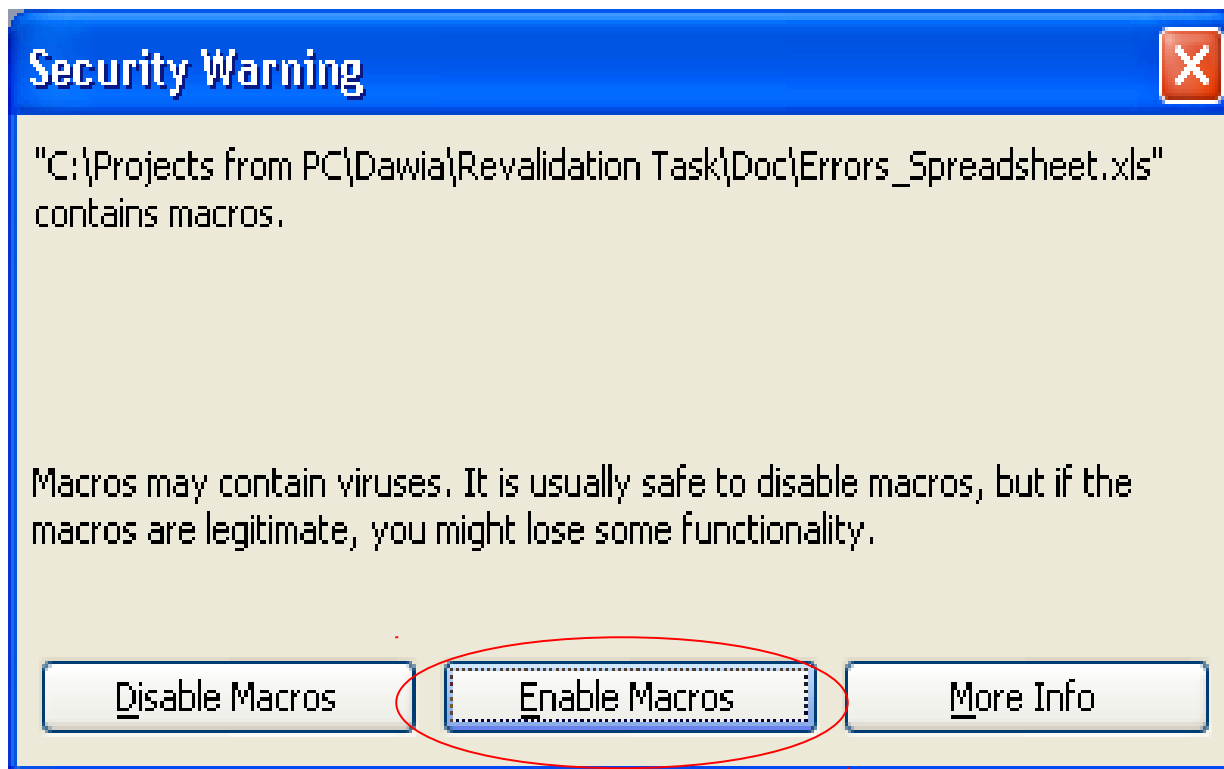 Security Warning
"C:\Projects from PC\Dawia\Revalidation Task\Doc\Errors_Spreadsheet.xls"
contains macros.
Macros may contain viruses. It is usually safe to disable macros, but if the
macros are legitimate, you might lose some functionality.
Disable Macros
Enable Macros
More Info